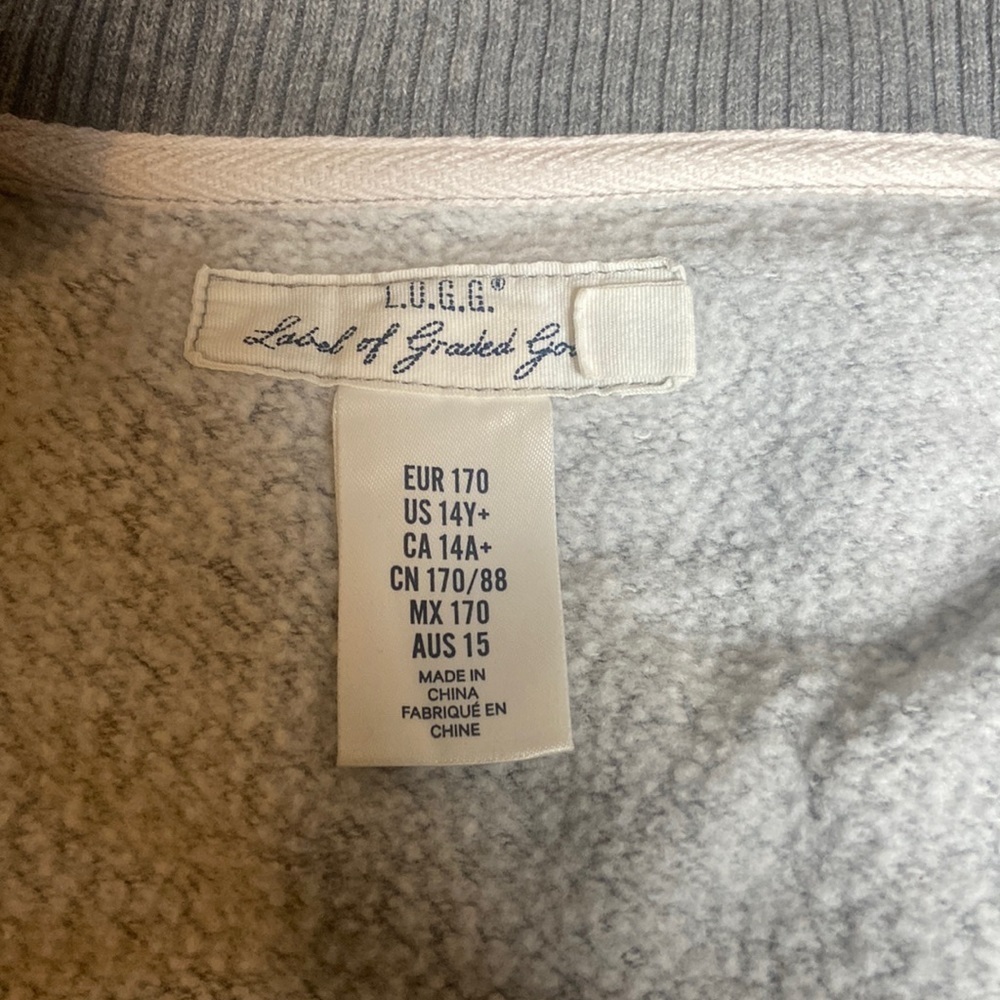 L.O.G.G.®
Label of Graded
EUR 170
US 14Y+
CA 14A+
CN 170/88
MX 170
AUS 15
MADE IN
CHINA
FABRIQUÉ EN
CHINE